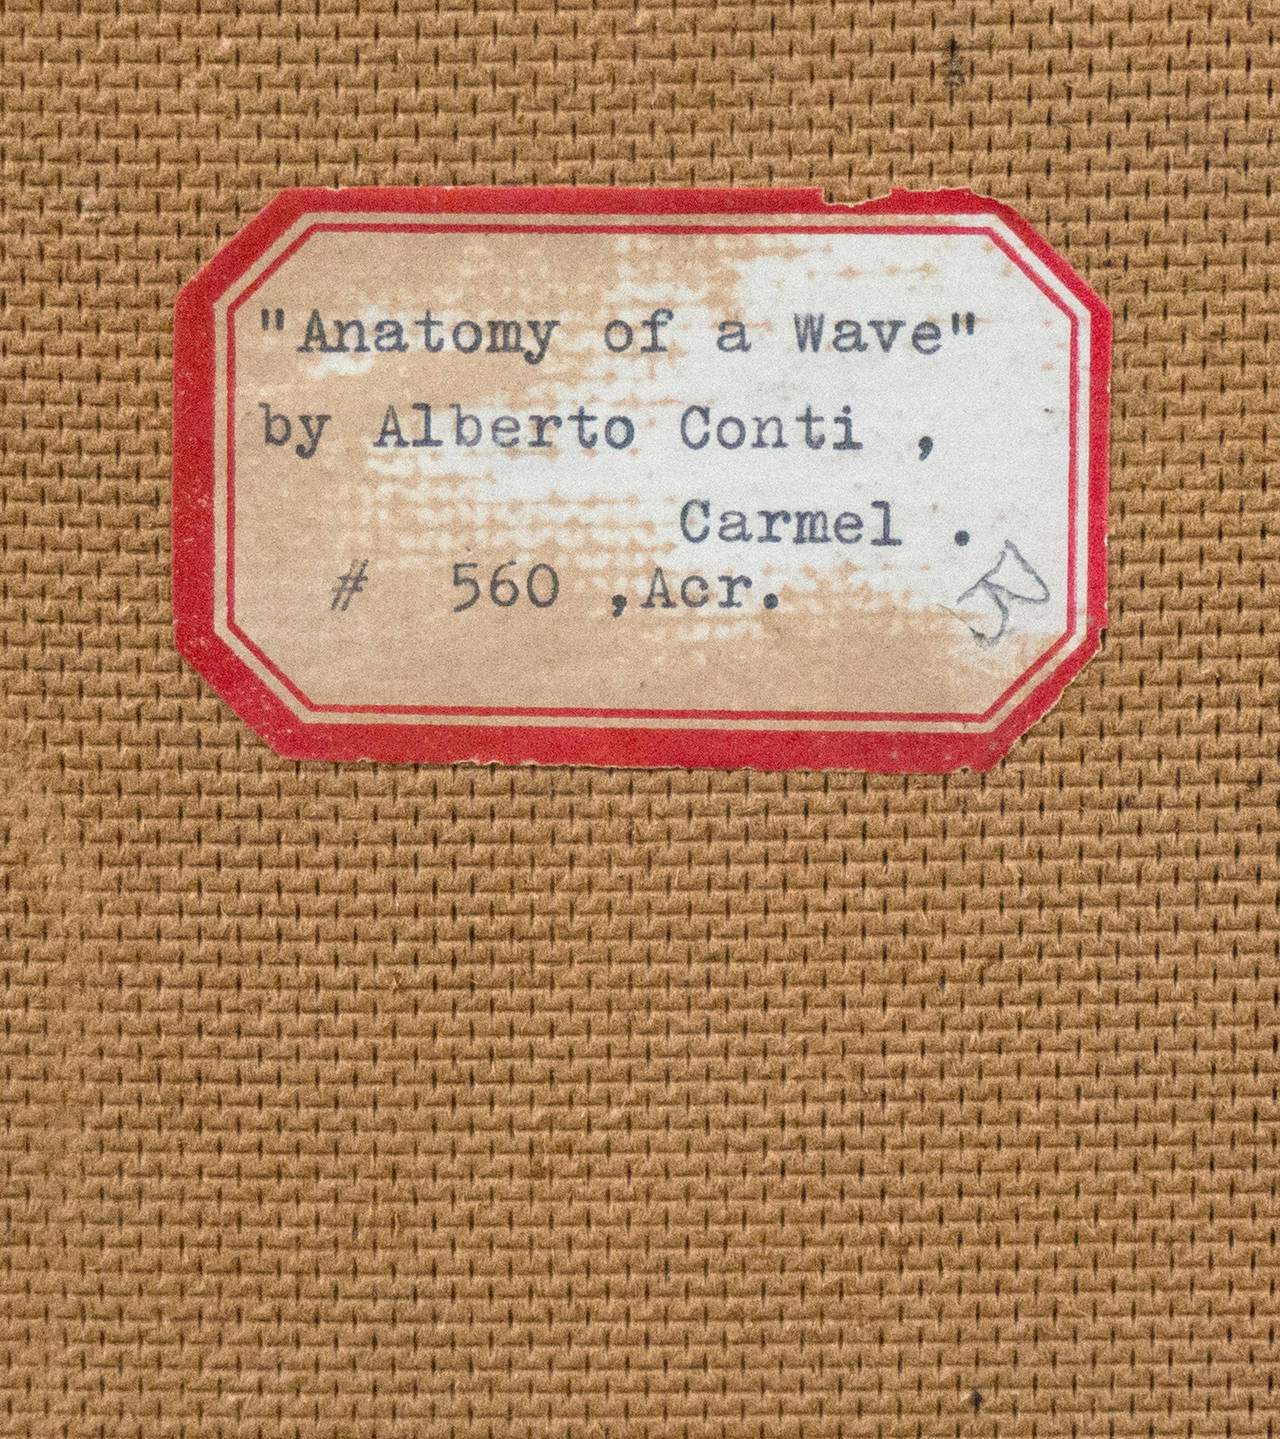 "Anatomy of a Wave"
by Alberto Conti ,
Carmel .
# 560 ,Acr.